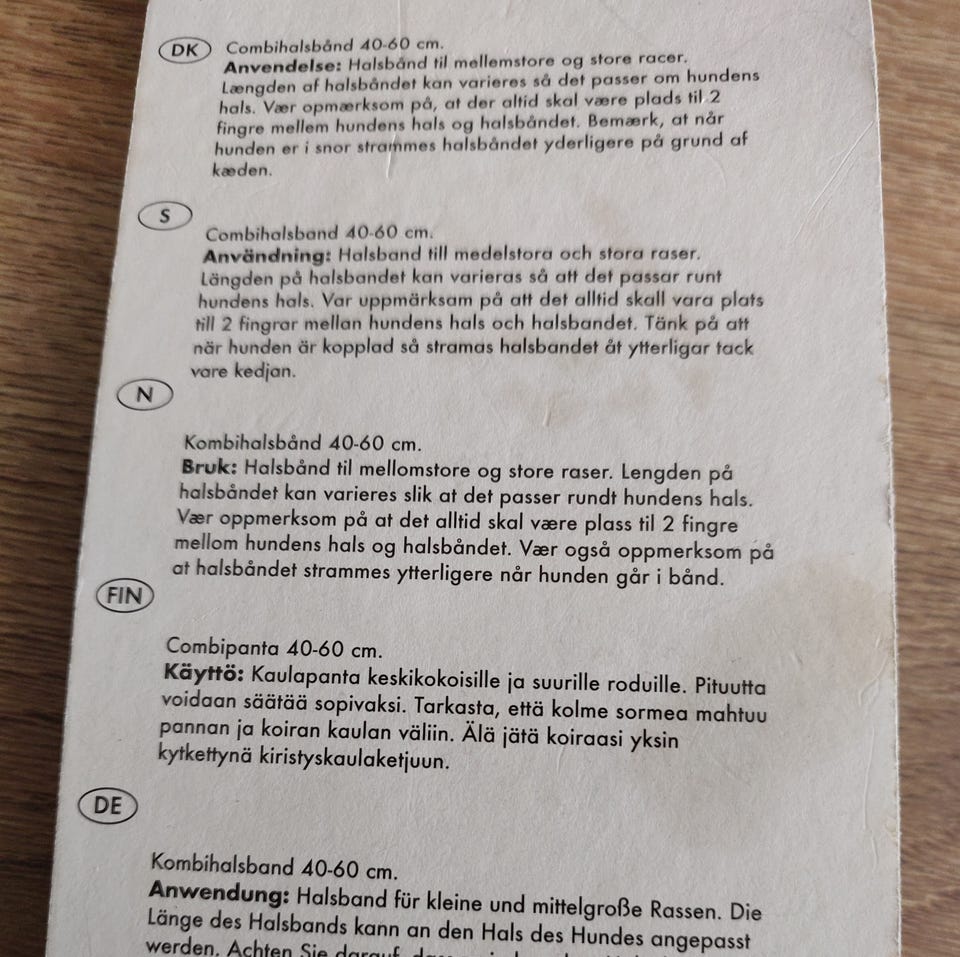 DK
Combihalsbånd 40-60 cm.
Anvendelse: Halsbånd til mellemstore og store racer.
Længden af halsbåndet kan varieres så det passer om hundens
hals. Vær opmærksom på, at der altid skal være plads til 2
fingre mellem hundens hals og halsbåndet. Bemærk, at når
hunden er i snor strammes halsbåndet yderligere på grund af
kæden.
S
Combihalsband 40-60 cm.
Användning: Halsband till medelstora och stora raser.
Längden på halsbandet kan varieras så att det passar runt
hundens hals. Var uppmärksam på att det alltid skall vara plats
till 2 fingrar mellan hundens hals och halsbandet. Tänk på att
när hunden är kopplad så stramas halsbandet åt ytterligar tack
vare kedjan.
N
Kombihalsbånd 40-60 cm.
Bruk: Halsbånd til mellomstore og store raser. Lengden på
halsbåndet kan varieres slik at det passer rundt hundens hals.
Vær oppmerksom på at det alltid skal være plass til 2 fingre
mellom hundens hals og halsbåndet. Vær også oppmerksom på
at halsbåndet strammes ytterligere når hunden går i bånd.
FIN
Combipanta 40-60 cm.
Käyttö: Kaulapanta keskikokoisille ja suurille roduille. Pituutta
voidaan säätää sopivaksi. Tarkasta, että kolme sormea mahtuu
pannan ja koiran kaulan väliin. Älä jätä koiraasi yksin
kytkettynä kiristyskaulaketjuun.
DE
Kombihalsband 40-60 cm.
Anwendung: Halsband für kleine und mittelgroße Rassen. Die
Länge des Halsbands kann an den Hals des Hundes angepasst
werden. Achten Sie darauf,